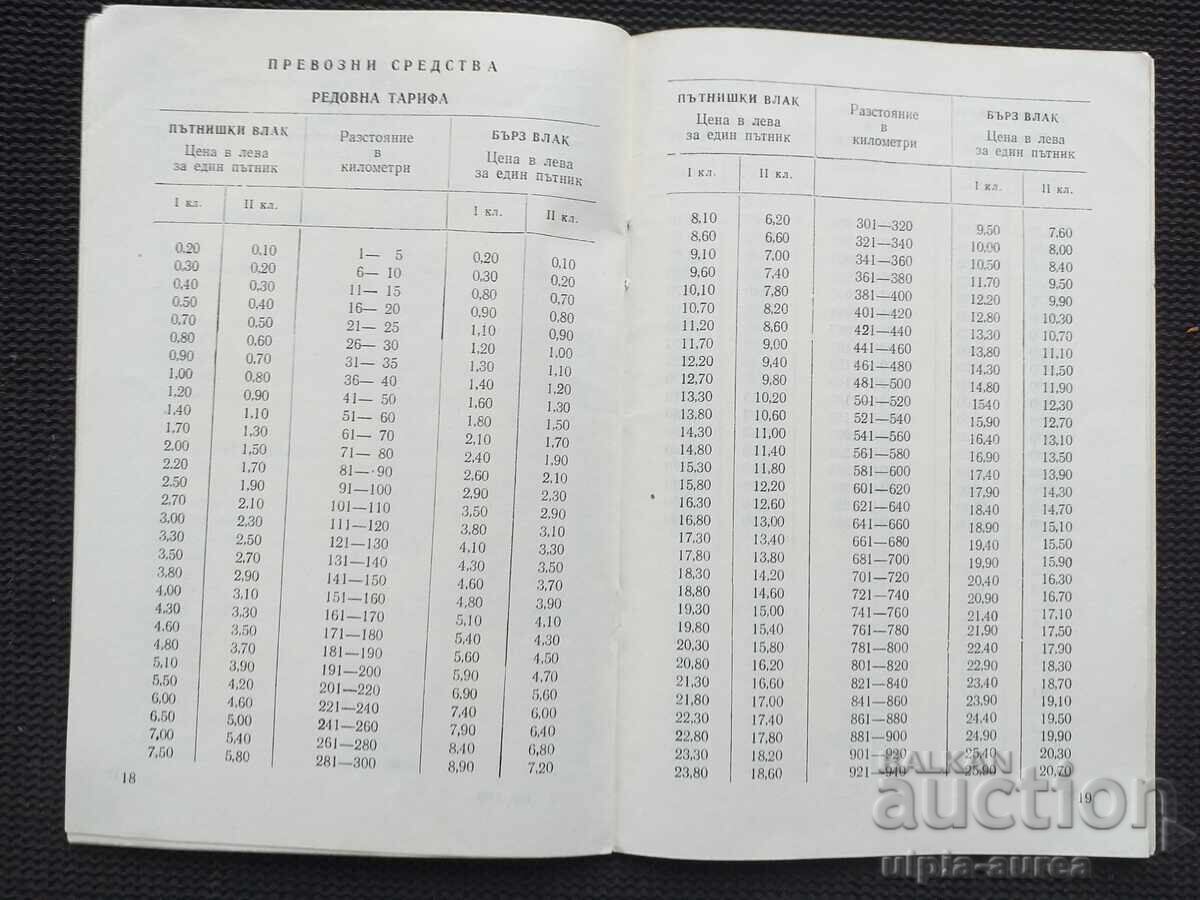 ПРЕВОЗНИ СРЕДСТВА
РЕДОВНА ТАРИФА
ПЪТНИШКИ ВЛАК Разстояние БЪРЗ ВЛАК
Цена в лева в Цена в лева
за един пътник километри за един пътник
I кл. II кл. I кл. II кл.
0,20 0,10 1— 5 0,20 0,10
0,30 0,20 6— 10 0,30 0,20
0,40 0,30 11— 15 0,80 0,70
0,50 0,40 16— 20 0,90 0,80
0,70 0,50 21— 25 1,10 0,90
0,80 0,60 26— 30 1,20 1,00
0,90 0,70 31— 35 1,30 1,10
1,00 0,80 36— 40 1,40 1,20
1,20 0,90 41— 50 1,60 1,30
1,40 1,10 51— 60 1,80 1,50
1,70 1,30 61— 70 2,10 1,70
2,00 1,50 71— 80 2,40 1,90
2,20 1,70 81— 90 2,60 2,10
2,50 1,90 91—100 2,90 2,30
2,70 2,10 101—110 3,50 2,90
3,00 2,30 111—120 3,80 3,10
3,30 2,50 121—130 4,10 3,30
3,50 2,70 131—140 4,30 3,50
3,80 2,90 141—150 4,60 3,70
4,00 3,10 151—160 4,80 3,90
4,30 3,30 161—170 5,10 4,10
4,60 3,50 171—180 5,40 4,30
4,80 3,70 181—190 5,60 4,50
5,10 3,90 191—200 5,90 4,70
5,50 4,20 201—220 6,90 5,60
6,00 4,60 221—240 7,40 6,00
6,50 5,00 241—260 7,90 6,40
7,00 5,40 261—280 8,40 6,80
7,50 5,80 281—300 8,90 7,20
18
ПЪТНИШКИ ВЛАК Разстояние БЪРЗ ВЛАК
Цена в лева в Цена в лева
за един пътник километри за един пътник
I кл. II кл. I кл. II кл.
8,10 6,20 301—320 9,50 7,60
8,60 6,60 321—340 10,00 8,00
9,10 7,00 341—360 10,50 8,40
9,60 7,40 361—380 11,70 9,50
10,10 7,80 381—400 12,20 9,90
10,70 8,20 401—420 12,80 10,30
11,20 8,60 421—440 13,30 10,70
11,70 9,00 441—460 13,80 11,10
12,20 9,40 461—480 14,30 11,50
12,70 9,80 481—500 14,80 11,90
13,30 10,20 501—520 1540 12,30
13,80 10,60 521—540 15,90 12,70
14,30 11,00 541—560 16,40 13,10
14,80 11,40 561—580 16,90 13,50
15,30 11,80 581—600 17,40 13,90
15,80 12,20 601—620 17,90 14,30
16,30 12,60 621—640 18,40 14,70
16,80 13,00 641—660 18,90 15,10
17,30 13,40 661—680 19,40 15,50
17,80 13,80 681—700 19,90 15,90
18,30 14,20 701—720 20,40 16,30
18,80 14,60 721—740 20,90 16,70
19,30 15,00 741—760 21,40 17,10
19,80 15,40 761—780 21,90 17,50
20,30 15,80 781—800 22,40 17,90
20,80 16,20 801—820 22,90 18,30
21,30 16,60 821—840 23,40 18,70
21,80 17,00 841—860 23,90 19,10
22,30 17,40 861—880 24,40 19,50
22,80 17,80 881—900 24,90 19,90
23,30 18,20 901—920 25,40 20,30
23,80 18,60 921—940 25,90 20,70
19
BALKAN
auction
ulpia-aurea